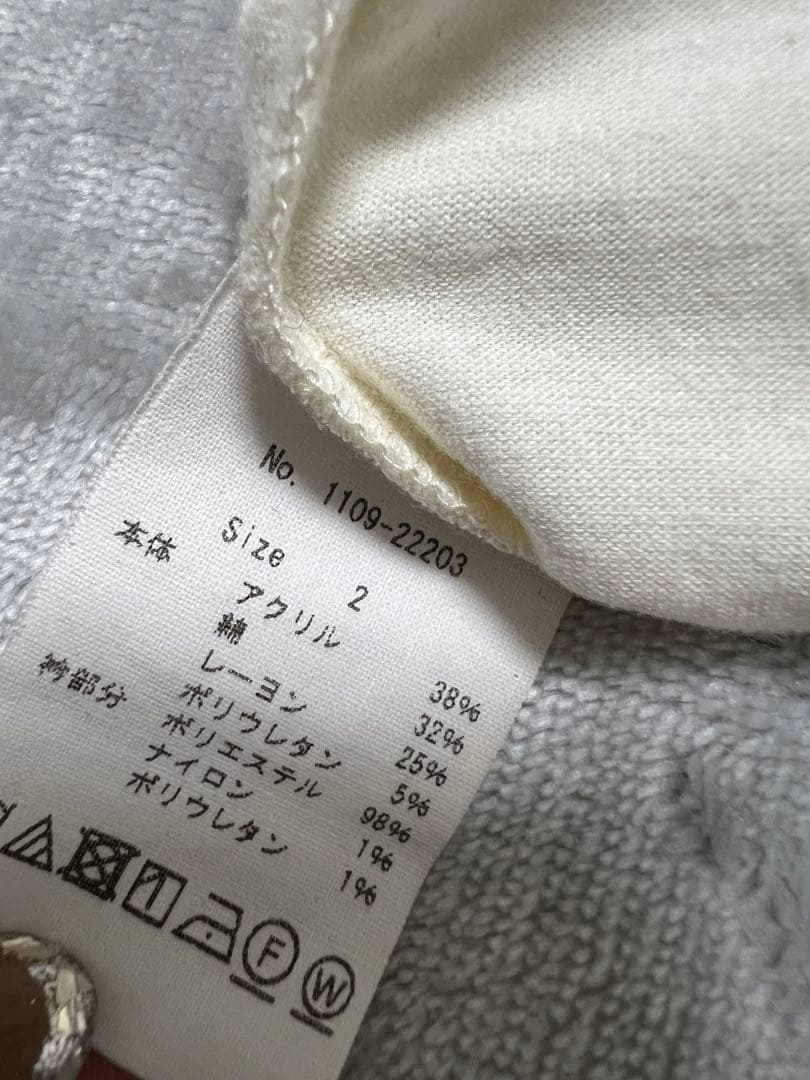 No. 1109-22203
Size 2
本体 アクリル 38%
綿 32%
レーヨン 25%
ポリウレタン 5%
衿部分 ポリエステル 98%
ナイロン 1%
ポリウレタン 1%
F W